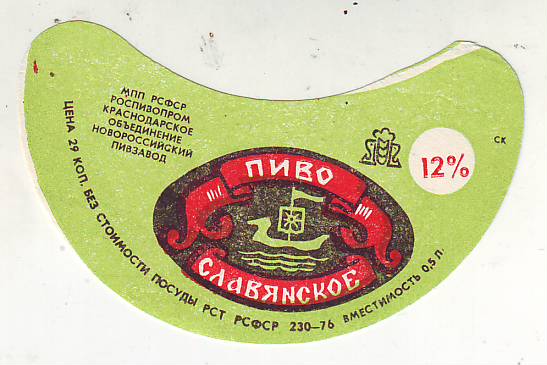 МПП РСФСР
РОСПИВОПРОМ
КРАСНОДАРСКОЕ
ОБЪЕДИНЕНИЕ
НОВОРОССИЙСКИЙ
ПИВЗАВОД
ПИВО
СЛАВЯНСКОЕ
12%
СК
ЦЕНА 29 КОП. БЕЗ СТОИМОСТИ ПОСУДЫ РСТ РСФСР 230—76 ВМЕСТИМОСТЬ 0,5 Л.